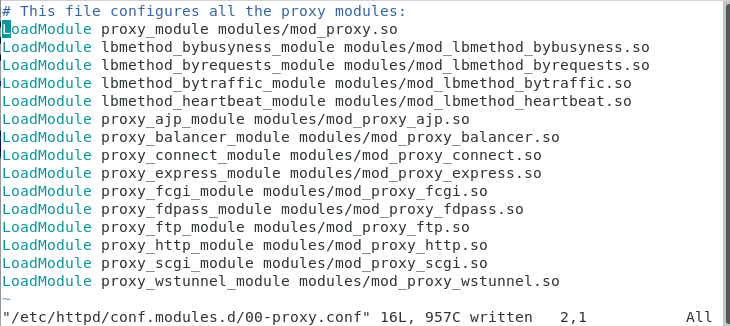 # This file configures all the proxy modules:
LoadModule proxy_module modules/mod_proxy.so
LoadModule lbmethod_bybusyness_module modules/mod_lbmethod_bybusyness.so
LoadModule lbmethod_byrequests_module modules/mod_lbmethod_byrequests.so
LoadModule lbmethod_bytraffic_module modules/mod_lbmethod_bytraffic.so
LoadModule lbmethod_heartbeat_module modules/mod_lbmethod_heartbeat.so
LoadModule proxy_ajp_module modules/mod_proxy_ajp.so
LoadModule proxy_balancer_module modules/mod_proxy_balancer.so
LoadModule proxy_connect_module modules/mod_proxy_connect.so
LoadModule proxy_express_module modules/mod_proxy_express.so
LoadModule proxy_fcgi_module modules/mod_proxy_fcgi.so
LoadModule proxy_fdpass_module modules/mod_proxy_fdpass.so
LoadModule proxy_ftp_module modules/mod_proxy_ftp.so
LoadModule proxy_http_module modules/mod_proxy_http.so
LoadModule proxy_scgi_module modules/mod_proxy_scgi.so
LoadModule proxy_wstunnel_module modules/mod_proxy_wstunnel.so
~
"/etc/httpd/conf.modules.d/00-proxy.conf" 16L, 957C written   2,1           All